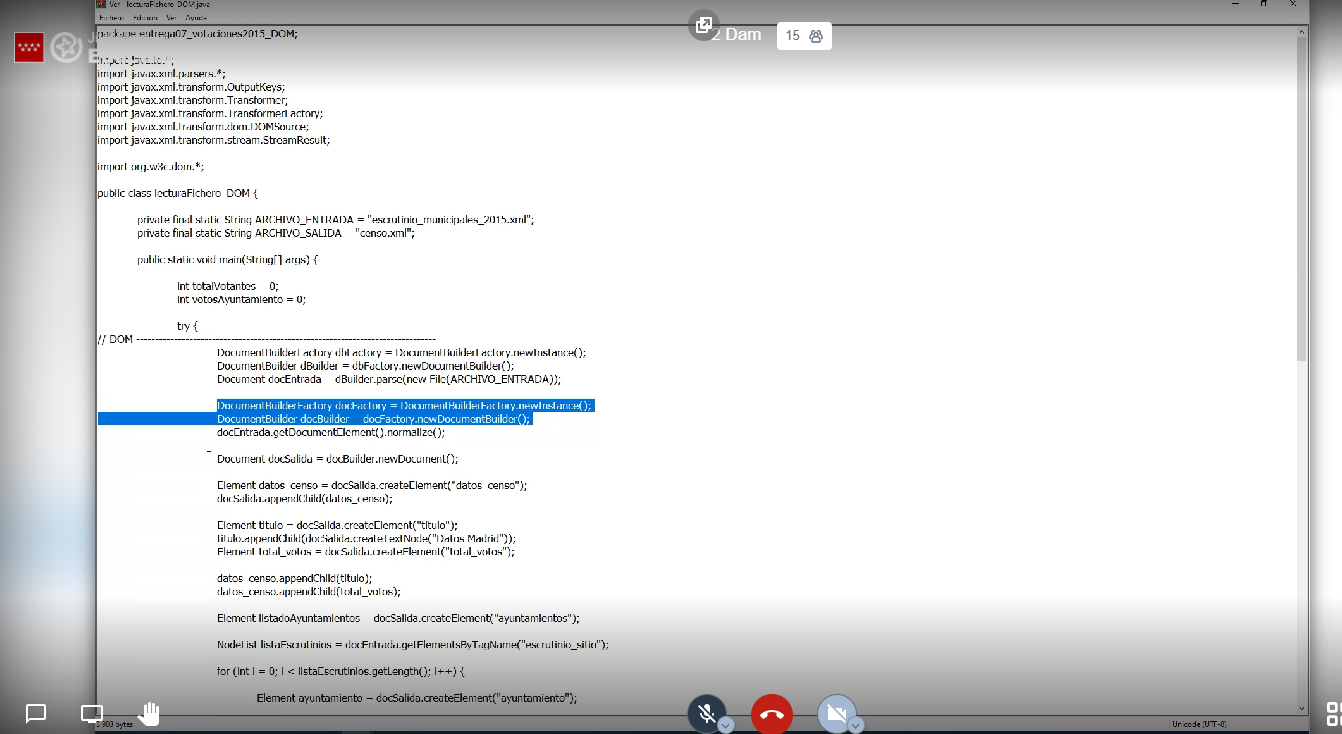 Ver - lecturaFichero_DOM.java
Fichero Edición Ver Ayuda
package entrega07_votaciones2015_DOM;
2 Dam
15
import java.io.*;
import javax.xml.parsers.*;
import javax.xml.transform.OutputKeys;
import javax.xml.transform.Transformer;
import javax.xml.transform.TransformerFactory;
import javax.xml.transform.dom.DOMSource;
import javax.xml.transform.stream.StreamResult;
import org.w3c.dom.*;
public class lecturaFichero_DOM {
private final static String ARCHIVO_ENTRADA = "escrutinio_municipales_2015.xml";
private final static String ARCHIVO_SALIDA = "censo.xml";
public static void main(String[] args) {
int totalVotantes = 0;
int votosAyuntamiento = 0;
try {
// DOM --------------------------------------------------------------------------------
DocumentBuilderFactory dbFactory = DocumentBuilderFactory.newInstance();
DocumentBuilder dBuilder = dbFactory.newDocumentBuilder();
Document docEntrada = dBuilder.parse(new File(ARCHIVO_ENTRADA));
DocumentBuilderFactory docFactory = DocumentBuilderFactory.newInstance();
DocumentBuilder docBuilder = docFactory.newDocumentBuilder();
docEntrada.getDocumentElement().normalize();
Document docSalida = docBuilder.newDocument();
Element datos_censo = docSalida.createElement("datos_censo");
docSalida.appendChild(datos_censo);
Element titulo = docSalida.createElement("titulo");
titulo.appendChild(docSalida.createTextNode("Datos Madrid"));
Element total_votos = docSalida.createElement("total_votos");
datos_censo.appendChild(titulo);
datos_censo.appendChild(total_votos);
Element listadoAyuntamientos = docSalida.createElement("ayuntamientos");
NodeList listaEscrutinios = docEntrada.getElementsByTagName("escrutinio_sitio");
for (int i = 0; i < listaEscrutinios.getLength(); i++) {
Element ayuntamiento = docSalida.createElement("ayuntamiento");
3.903 bytes
Unicode (UTF-8)